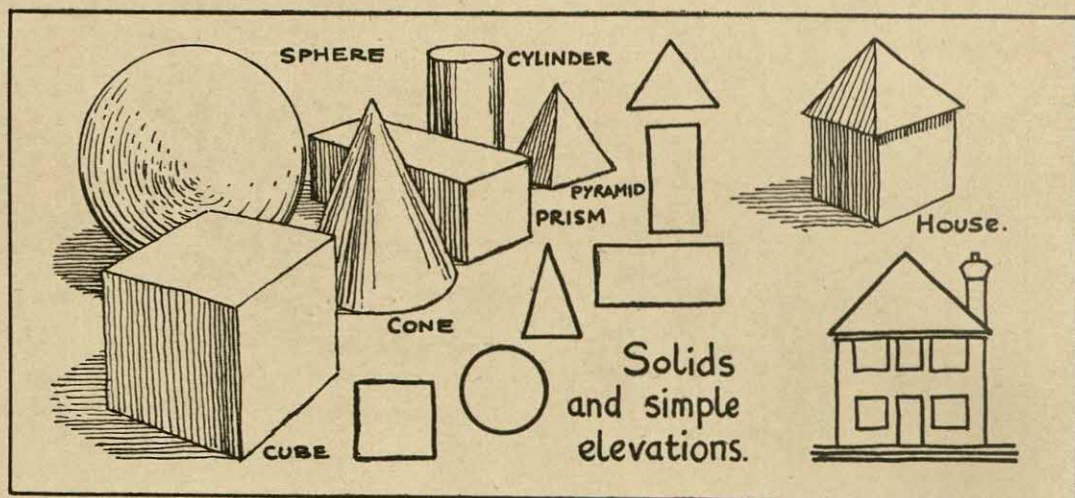 SPHERE
CYLINDER
PYRAMID
PRISM
House.
CONE
Solids
and simple
elevations.
CUBE